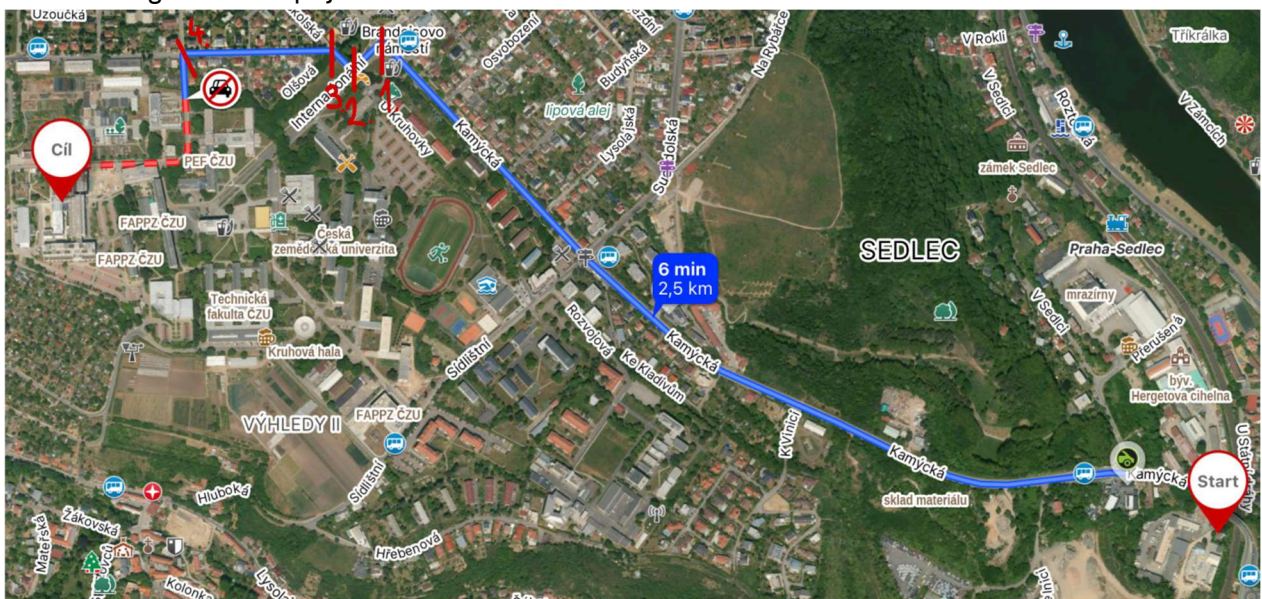 Uzoučká
4.
Brandejsovo
náměstí
Olšová
Internacionální
3.
2.
1.
Kruhovky
Osvobození
Budyňská
Na Rybářce
lipová alej
Lysolajská
Suchdolská
V Rokli
V Sedlci
Tříkrálka
V Zámcích
zámek Sedlec
Praha-Sedlec
SEDLEC
Cíl
PEF ČZU
FAPPZ ČZU
FAPPZ ČZU
Česká
zemědělská univerzita
Kamýcká
6 min
2,5 km
mrazírny
V Sedlci
Přerušená
býv.
Hergetova cihelna
Technická
fakulta ČZU
Kruhová hala
Sídlištní
Rozvojová
Ke Kladivům
Kamýcká
VÝHLEDY II
FAPPZ ČZU
K Vinici
Kamýcká
Kamýcká
Start
sklad materiálu
Sídlištní
Hluboká
Žákovská
Mateřská
Hřebenová
Kolonka